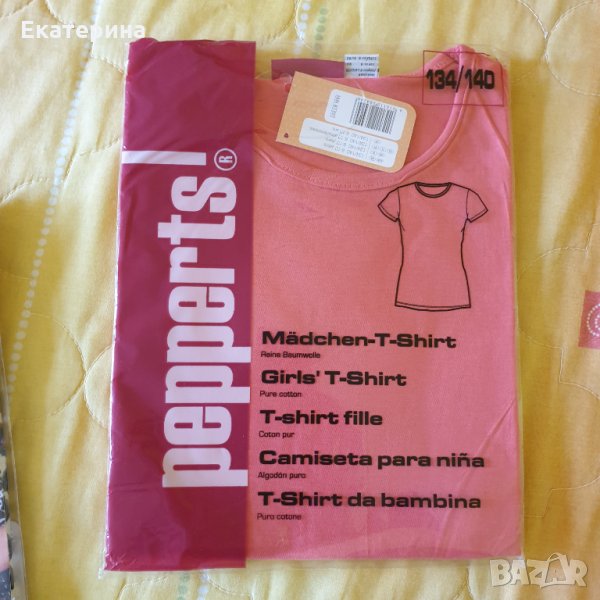 Екатерина
134/140
pepperts!®
Mädchen-T-Shirt
Reine Baumwolle
Girls' T-Shirt
Pure cotton
T-shirt fille
Coton pur
Camiseta para niña
Algodón puro
T-Shirt da bambina
Puro cotone
BAZAR